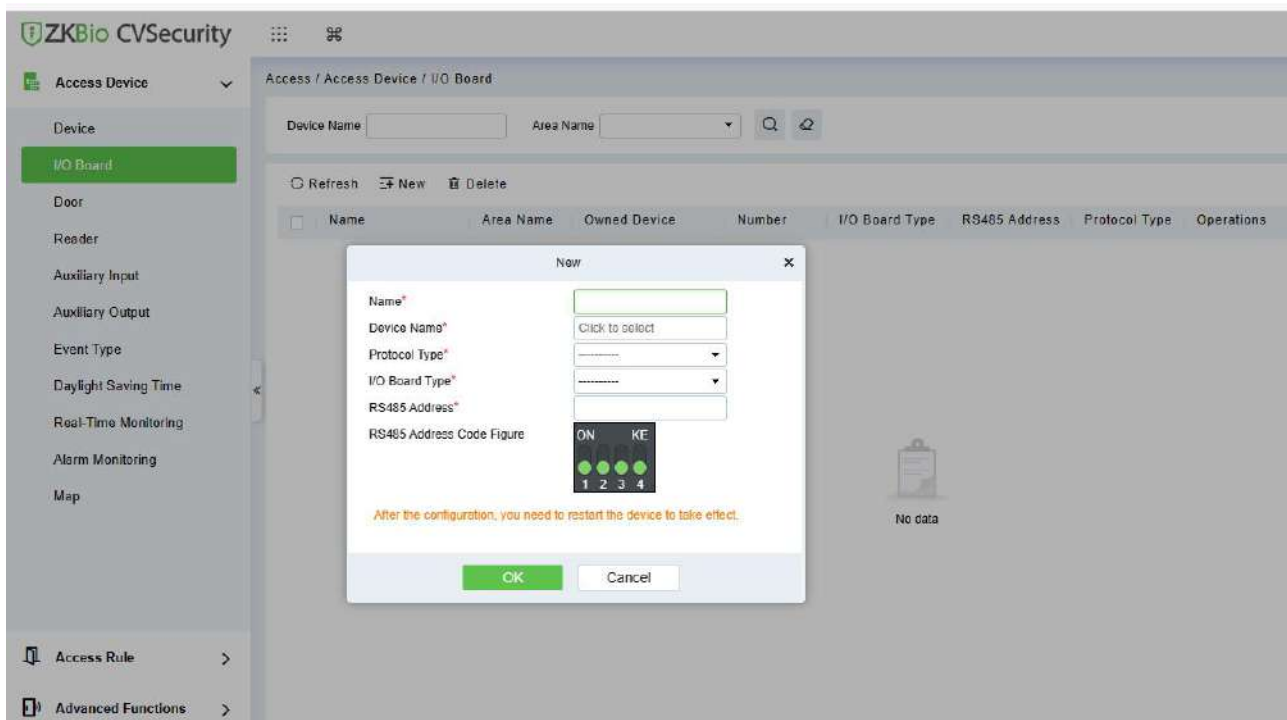 ZKBio CVSecurity
Access Device
Access / Access Device / I/O Board
Device
Device Name
Area Name
I/O Board
Refresh New Delete
Door
Name Area Name Owned Device Number I/O Board Type RS485 Address Protocol Type Operations
Reader
New
Auxiliary Input
Name*
Auxiliary Output
Device Name* Click to select
Event Type
Protocol Type* ----------
I/O Board Type* ----------
Daylight Saving Time
RS485 Address*
Real-Time Monitoring
RS485 Address Code Figure
ON KE
1 2 3 4
Alarm Monitoring
Map
After the configuration, you need to restart the device to take effect.
No data
OK Cancel
Access Rule
Advanced Functions